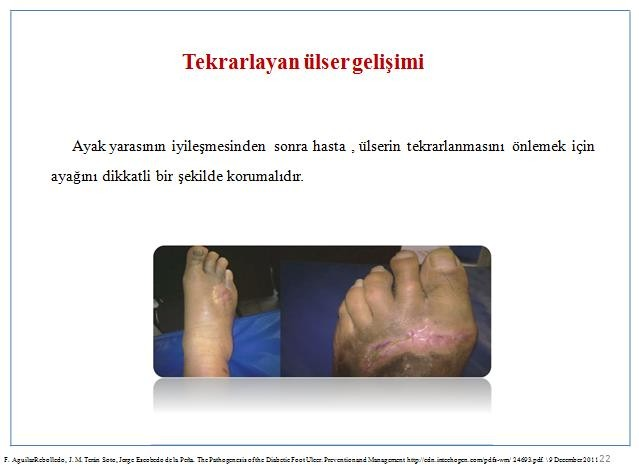 Tekrarlayan ülser gelişimi
Ayak yarasının iyileşmesinden sonra hasta , ülserin tekrarlanmasını önlemek için
ayağını dikkatli bir şekilde korumalıdır.
F. AguilarRebolledo, J. M. Terán Soto, Jorge Escobedo de la Peña. The Pathogenesis of the Diabetic Foot Ulcer: Prevention and Management http://cdn.intechopen.com/pdfs-wm/ 24693.pdf. \9 December 2011 22